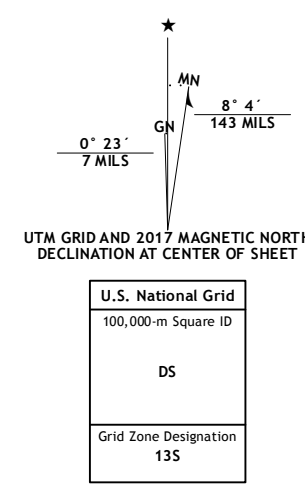 ★
MN
GN
8° 4´
143 MILS
0° 23´
7 MILS
UTM GRID AND 2017 MAGNETIC NORTH
DECLINATION AT CENTER OF SHEET
U.S. National Grid
100,000-m Square ID
DS
Grid Zone Designation
13S